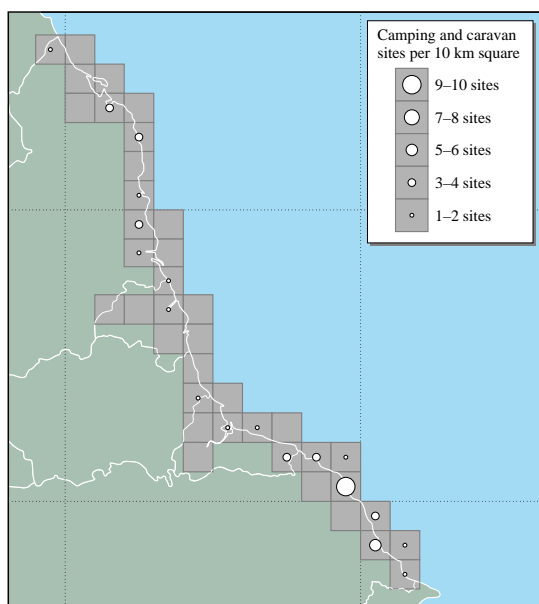 Camping and caravan
sites per 10 km square
9–10 sites
7–8 sites
5–6 sites
3–4 sites
1–2 sites